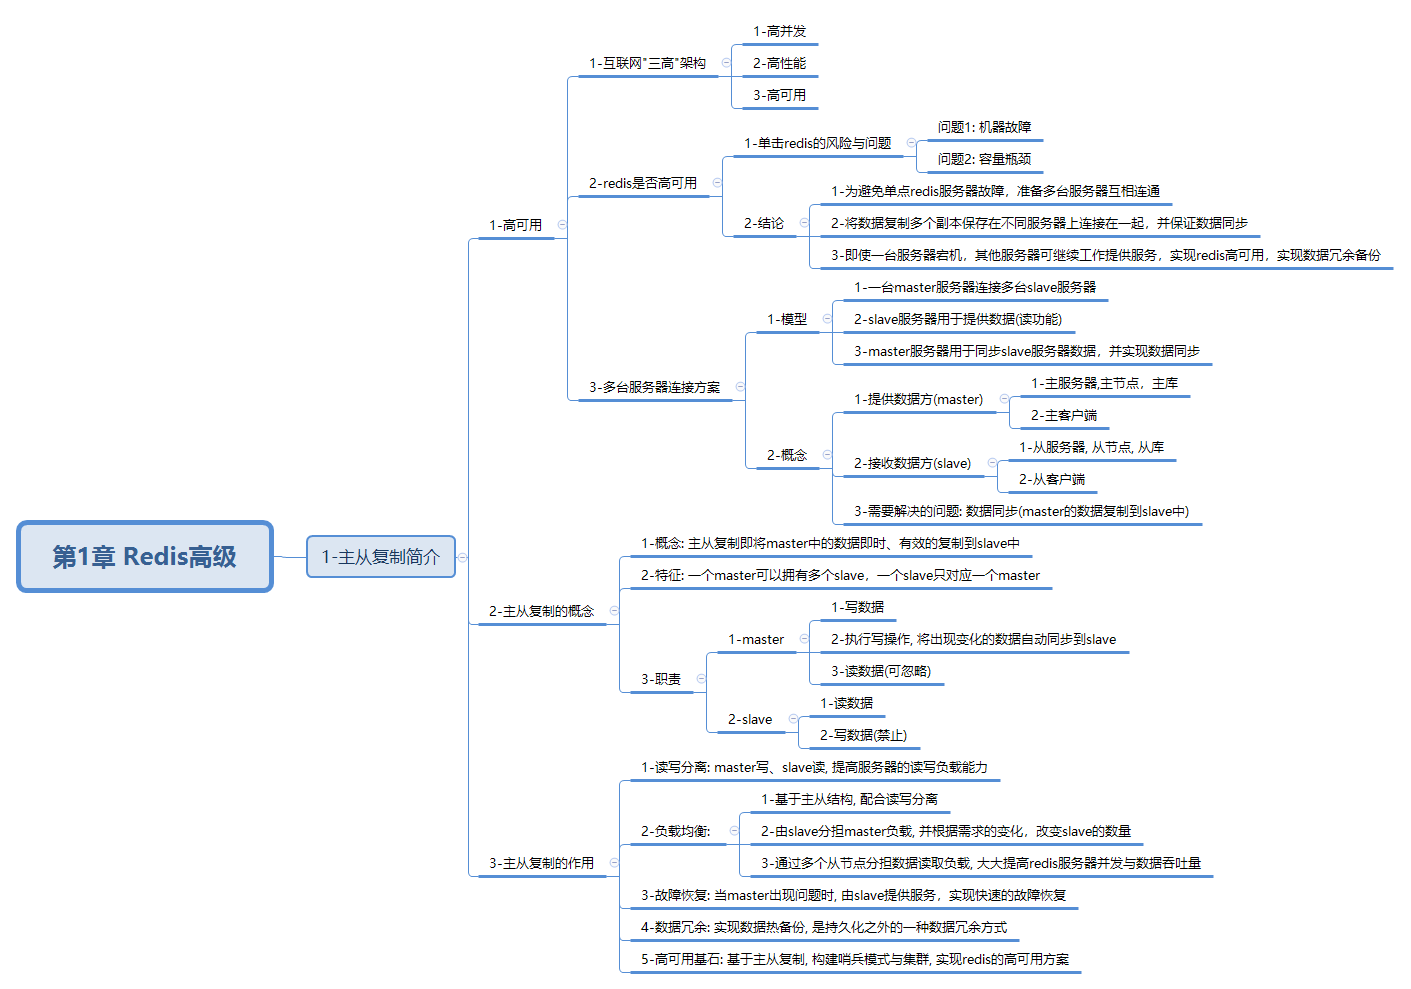 第1章 Redis高级
1-主从复制简介
1-高可用
1-互联网"三高"架构
1-高并发
2-高性能
3-高可用
2-redis是否高可用
1-单击redis的风险与问题
问题1: 机器故障
问题2: 容量瓶颈
2-结论
1-为避免单点redis服务器故障，准备多台服务器互相连通
2-将数据复制多个副本保存在不同服务器上连接在一起，并保证数据同步
3-即使一台服务器宕机，其他服务器可继续工作提供服务，实现redis高可用，实现数据冗余备份
3-多台服务器连接方案
1-模型
1-一台master服务器连接多台slave服务器
2-slave服务器用于提供数据(读功能)
3-master服务器用于同步slave服务器数据，并实现数据同步
2-概念
1-提供数据方(master)
1-主服务器,主节点，主库
2-主客户端
2-接收数据方(slave)
1-从服务器, 从节点, 从库
2-从客户端
3-需要解决的问题: 数据同步(master的数据复制到slave中)
2-主从复制的概念
1-概念: 主从复制即将master中的数据即时、有效的复制到slave中
2-特征: 一个master可以拥有多个slave，一个slave只对应一个master
3-职责
1-master
1-写数据
2-执行写操作, 将出现变化的数据自动同步到slave
3-读数据(可忽略)
2-slave
1-读数据
2-写数据(禁止)
3-主从复制的作用
1-读写分离: master写、slave读, 提高服务器的读写负载能力
2-负载均衡:
1-基于主从结构, 配合读写分离
2-由slave分担master负载, 并根据需求的变化，改变slave的数量
3-通过多个从节点分担数据读取负载, 大大提高redis服务器并发与数据吞吐量
3-故障恢复: 当master出现问题时, 由slave提供服务，实现快速的故障恢复
4-数据冗余: 实现数据热备份, 是持久化之外的一种数据冗余方式
5-高可用基石: 基于主从复制, 构建哨兵模式与集群, 实现redis的高可用方案